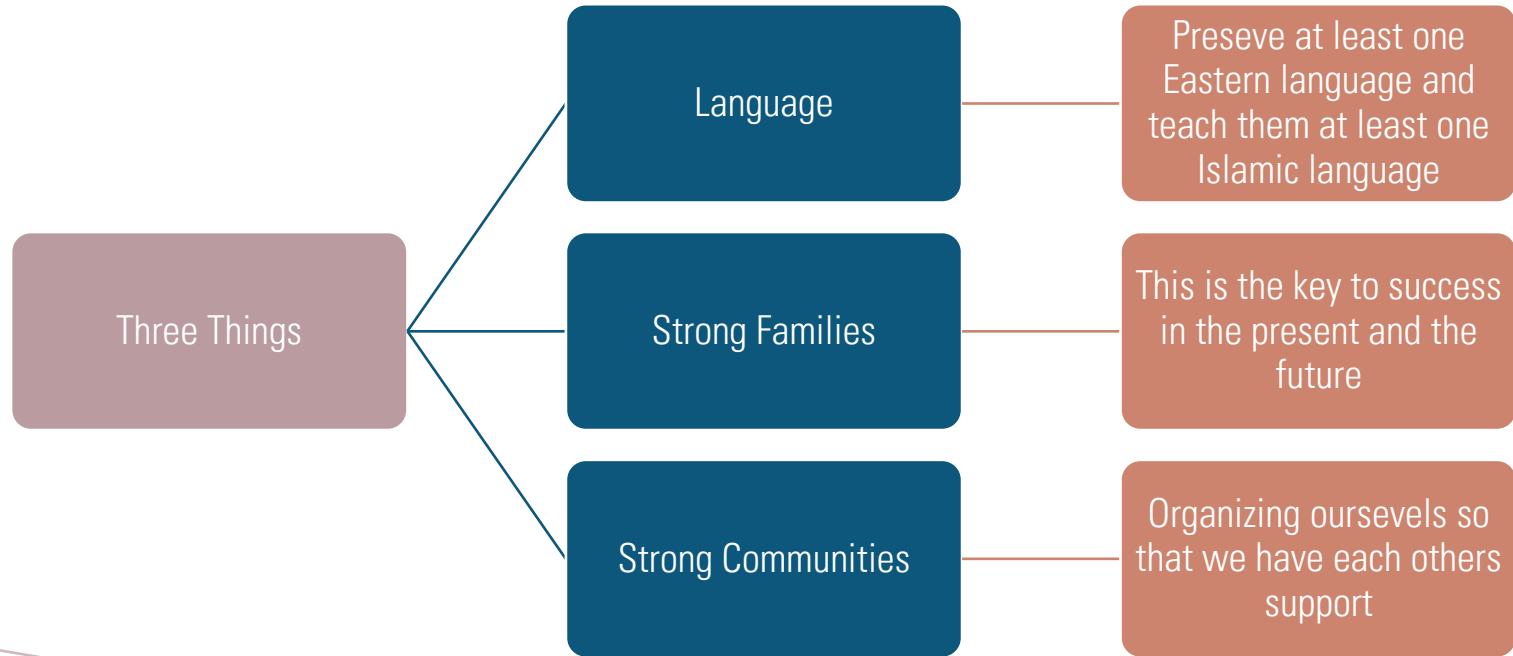 Three Things
Language
Preseve at least one
Eastern language and
teach them at least one
Islamic language
Strong Families
This is the key to success
in the present and the
future
Strong Communities
Organizing oursevels so
that we have each others
support